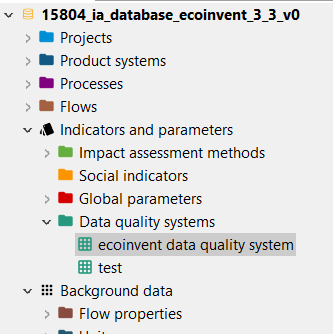 15804_ia_database_ecoinvent_3_3_v0
Projects
Product systems
Processes
Flows
Indicators and parameters
Impact assessment methods
Social indicators
Global parameters
Data quality systems
ecoinvent data quality system
test
Background data
Flow properties